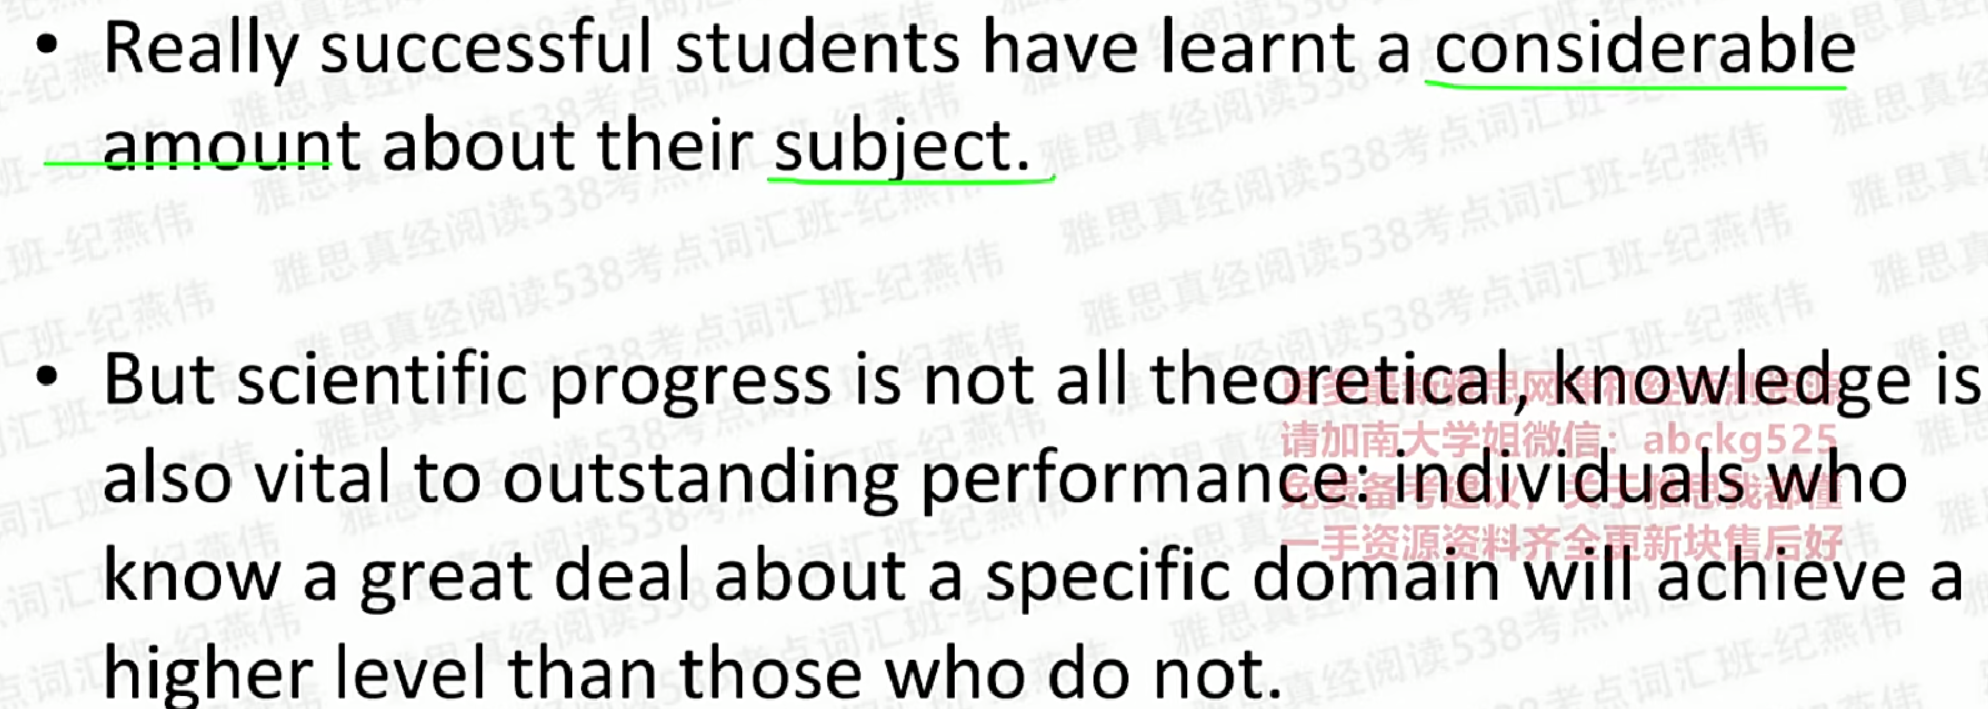 • Really successful students have learnt a considerable
amount about their subject.
• But scientific progress is not all theoretical, knowledge is
also vital to outstanding performance: individuals who
know a great deal about a specific domain will achieve a
higher level than those who do not.
请加南大学姐微信：abckg525
一手资源资料齐全更新块售后好
雅思真经阅读538考点词汇班-纪燕伟